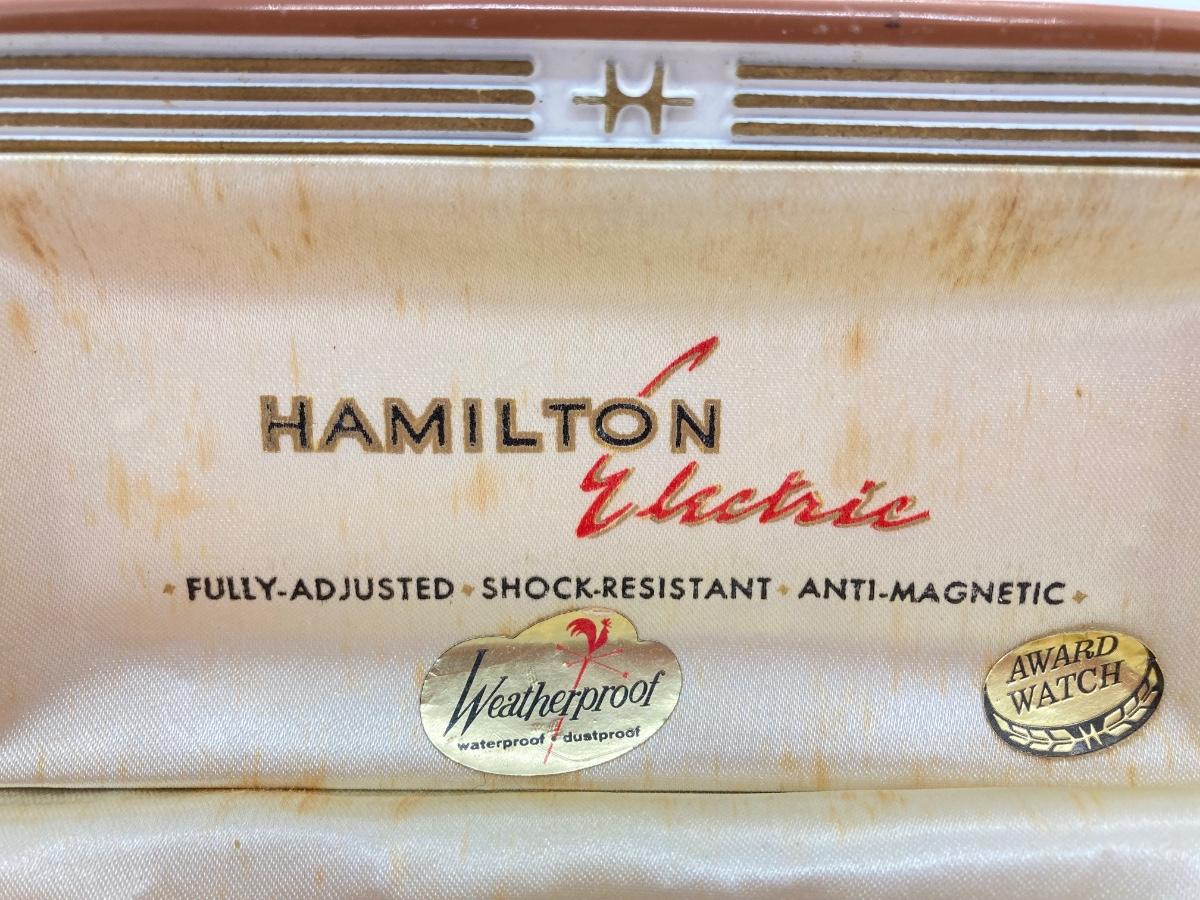 H
HAMILTON
Electric
FULLY-ADJUSTED • SHOCK-RESISTANT • ANTI-MAGNETIC
Weatherproof
waterproof • dustproof
AWARD
WATCH
H